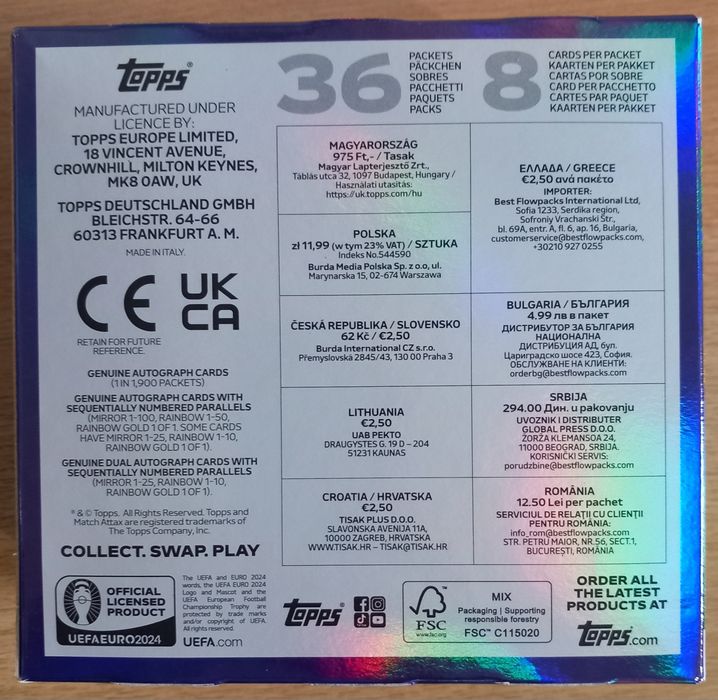 Topps®
MANUFACTURED UNDER
LICENCE BY:
TOPPS EUROPE LIMITED,
18 VINCENT AVENUE,
CROWNHILL, MILTON KEYNES,
MK8 0AW, UK
TOPPS DEUTSCHLAND GMBH
BLEICHSTR. 64-66
60313 FRANKFURT A. M.
MADE IN ITALY.
CE UK
CA
RETAIN FOR FUTURE
REFERENCE.
GENUINE AUTOGRAPH CARDS
(1 IN 1,900 PACKETS)
GENUINE AUTOGRAPH CARDS WITH
SEQUENTIALLY NUMBERED PARALLELS
(MIRROR 1-100, RAINBOW 1-50,
RAINBOW GOLD 1 OF 1. SOME CARDS
HAVE MIRROR 1-25, RAINBOW 1-10,
RAINBOW GOLD 1 OF 1).
GENUINE DUAL AUTOGRAPH CARDS WITH
SEQUENTIALLY NUMBERED PARALLELS
(MIRROR 1-25, RAINBOW 1-10,
RAINBOW GOLD 1 OF 1).
® & © Topps. All Rights Reserved. Topps and
Match Attax are registered trademarks of
The Topps Company, Inc.
COLLECT. SWAP. PLAY
36
PACKETS
PÄCKCHEN
SOBRES
PACCHETTI
PAQUETS
PACKS
8
CARDS PER PACKET
KAARTEN PER PAKKET
CARTAS POR SOBRE
CARD PER PACCHETTO
CARTES PAR PAQUET
KAARTEN PER PAKKET
MAGYARORSZÁG
975 Ft,- / Tasak
Magyar Lapterjesztő Zrt.,
Táblás utca 32, 1097 Budapest, Hungary /
Használati utasítás:
https://uk.topps.com/hu
POLSKA
zł 11,99 (w tym 23% VAT) / SZTUKA
Indeks No.544590
Burda Media Polska Sp. z o.o, ul.
Marynarska 15, 02-674 Warszawa
ČESKÁ REPUBLIKA / SLOVENSKO
62 Kč / €2,50
Burda International CZ s.r.o.
Přemyslovská 2845/43, 130 00 Praha 3
LITHUANIA
€2,50
UAB PEKTO
DRAUGYSTES G. 19 D – 204
51231 KAUNAS
CROATIA / HRVATSKA
€2,50
TISAK PLUS D.O.O.
SLAVONSKA AVENIJA 11A,
10000 ZAGREB, HRVATSKA
WWW.TISAK.HR – TISAK@TISAK.HR
ΕΛΛΑΔΑ / GREECE
€2,50 ανά πακέτο
IMPORTER:
Best Flowpacks International Ltd,
Sofia 1233, Serdika region,
Sofroniy Vrachanski Str.,
bl. 69A, entr. A, fl. 6, ap. 16, Bulgaria,
customerservice@bestflowpacks.com,
+30210 927 0255
BULGARIA / БЪЛГАРИЯ
4.99 лв в пакет
ДИСТРИБУТОР ЗА БЪЛГАРИЯ
НАЦИОНАЛНА
ДИСТРИБУЦИЯ АД, бул.
Цариградско шосе 423, София.
ОБСЛУЖВАНЕ НА КЛИЕНТИ:
orderbg@bestflowpacks.com
SRBIJA
294.00 Дин. u pakovanju
UVOZNIK I DISTRIBUTER
GLOBAL PRESS D.O.O.
ŽORŽA KLEMANSOA 24,
11000 BEOGRAD, SRBIJA.
KORISNIČKI SERVIS:
porudzbine@bestflowpacks.com
ROMÂNIA
12.50 Lei per pachet
SERVICIUL DE RELAȚII CU CLIENȚII
PENTRU ROMÂNIA:
info_rom@bestflowpacks.com
STR. PETRU MAIOR, NR.56, SECT.1,
BUCUREȘTI, ROMÂNIA
OFFICIAL
LICENSED
PRODUCT
UEFA EURO2024
The UEFA and EURO 2024
words, the UEFA EURO 2024
Logo and Mascot and the
UEFA European Football
Championship Trophy are
protected by trade marks
and/or copyright of UEFA.
All rights reserved.
UEFA.com
Topps®
FSC®
www.fsc.org
MIX
Packaging | Supporting
responsible forestry
FSC™ C115020
ORDER ALL
THE LATEST
PRODUCTS AT
Topps.com